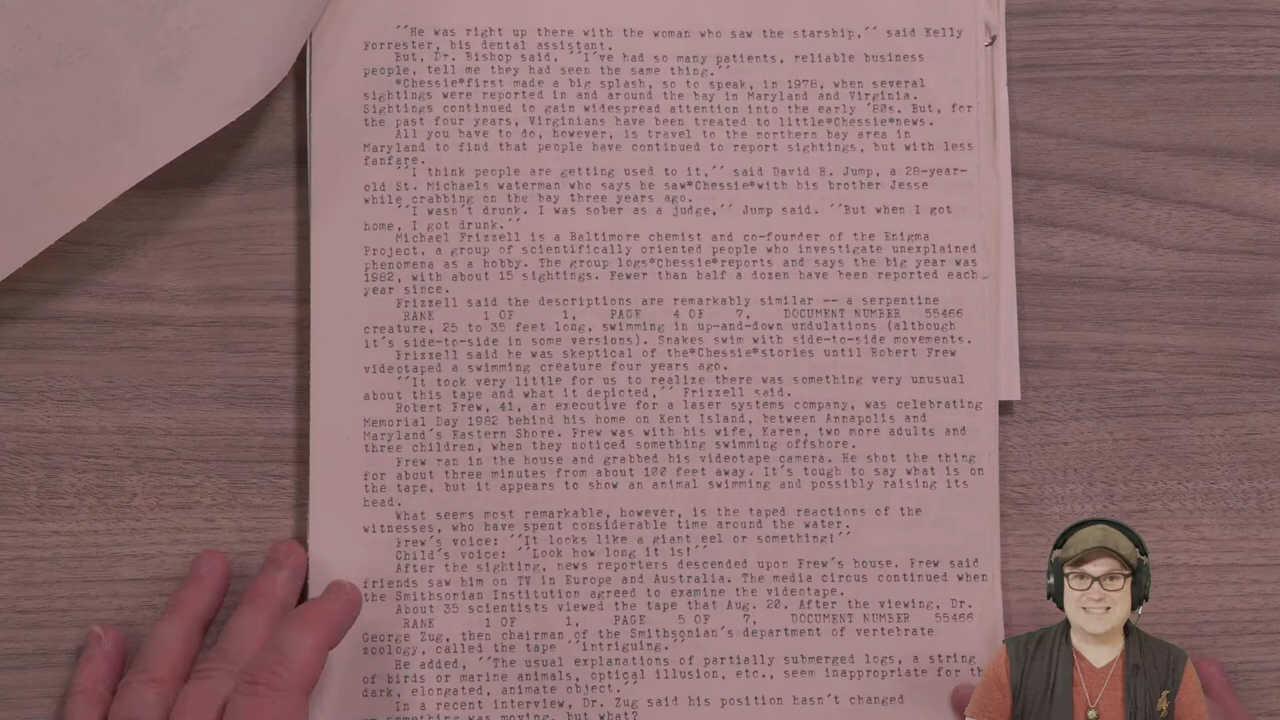 ´´He was right up there with the woman who saw the starship,´´ said Kelly
Forrester, his dental assistant.
But, Dr. Bishop said, ´´I´ve had so many patients, reliable business
people, tell me they had seen the same thing.´´
*Chessie*first made a big splash, so to speak, in 1978, when several
sightings were reported in and around the bay in Maryland and Virginia.
Sightings continued to gain widespread attention into the early ´80s. But, for
the past four years, Virginians have been treated to little*Chessie*news.
All you have to do, however, is travel to the northern bay area in
Maryland to find that people have continued to report sightings, but with less
fanfare.
´´I think people are getting used to it,´´ said David H. Jump, a 28-year-
old St. Michaels waterman who says he saw*Chessie*with his brother Jesse
while crabbing on the bay three years ago.
´´I wasn´t drunk. I was sober as a judge,´´ Jump said. ´´But when I got
home, I got drunk.´´
Michael Frizzell is a Baltimore chemist and co-founder of the Enigma
Project, a group of scientifically oriented people who investigate unexplained
phenomena as a hobby. The group logs*Chessie*reports and says the big year was
1982, with about 15 sightings. Fewer than half a dozen have been reported each
year since.
Frizzell said the descriptions are remarkably similar -- a serpentine
RANK 1 OF 1, PAGE 4 OF 7, DOCUMENT NUMBER 55466
creature, 25 to 35 feet long, swimming in up-and-down undulations (although
it´s side-to-side in some versions). Snakes swim with side-to-side movements.
Frizzell said he was skeptical of the*Chessie*stories until Robert Frew
videotaped a swimming creature four years ago.
´´It took very little for us to realize there was something very unusual
about this tape and what it depicted,´´ Frizzell said.
Robert Frew, 41, an executive for a laser systems company, was celebrating
Memorial Day 1982 behind his home on Kent Island, between Annapolis and
Maryland´s Eastern Shore. Frew was with his wife, Karen, two more adults and
three children, when they noticed something swimming offshore.
Frew ran in the house and grabbed his videotape camera. He shot the thing
for about three minutes from about 100 feet away. It´s tough to say what is on
the tape, but it appears to show an animal swimming and possibly raising its
head.
What seems most remarkable, however, is the taped reactions of the
witnesses, who have spent considerable time around the water.
Frew´s voice: ´´It looks like a giant eel or something!´´
Child´s voice: ´´Look how long it is!´´
After the sighting, news reporters descended upon Frew´s house. Frew said
friends saw him on TV in Europe and Australia. The media circus continued when
the Smithsonian Institution agreed to examine the videotape.
About 35 scientists viewed the tape that Aug. 20. After the viewing, Dr.
RANK 1 OF 1, PAGE 5 OF 7, DOCUMENT NUMBER 55466
George Zug, then chairman of the Smithsonian´s department of vertebrate
zoology, called the tape ´´intriguing.´´
He added, ´´The usual explanations of partially submerged logs, a string
of birds or marine animals, optical illusion, etc., seem inappropriate for th
dark, elongated, animate object.´´
In a recent interview, Dr. Zug said his position hasn´t changed
something was moving, but what?